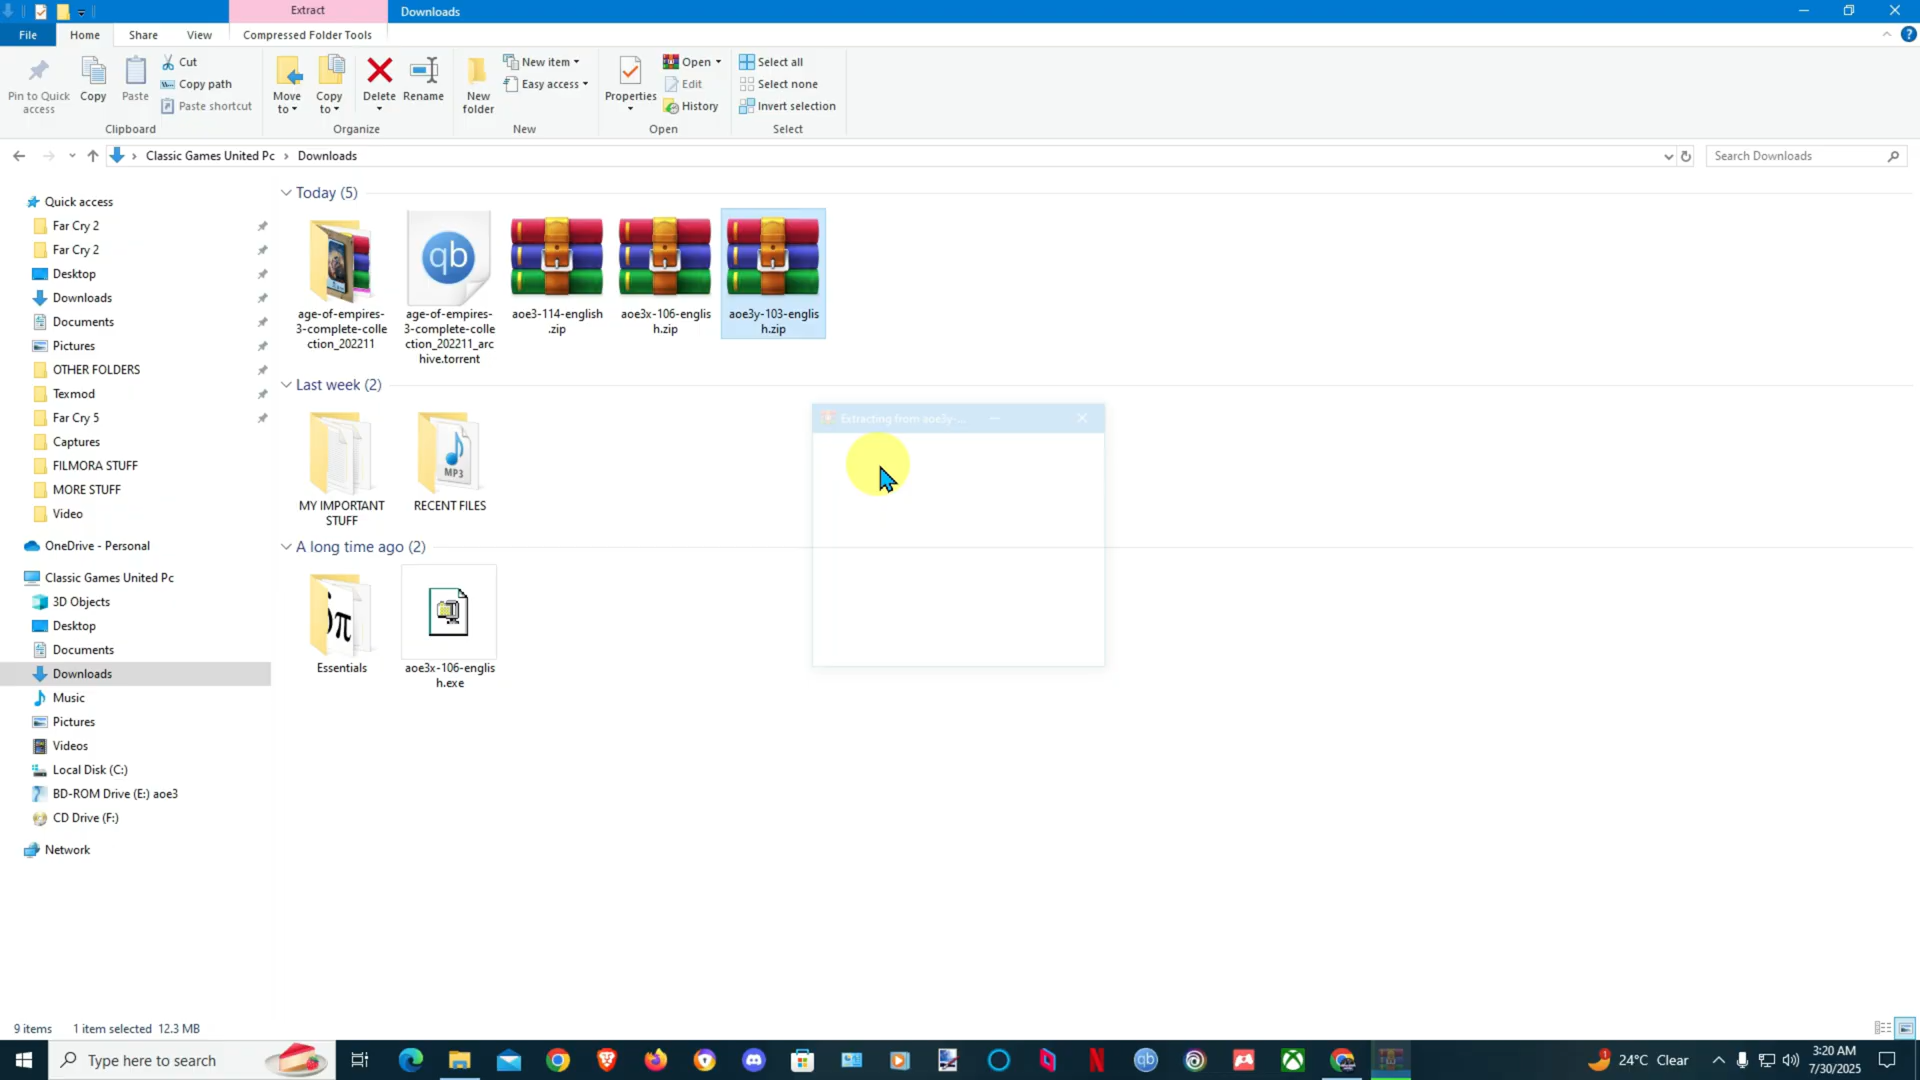 Extract
Downloads
File
Home
Share
View
Compressed Folder Tools
Pin to Quick
access
Copy
Paste
Cut
Copy path
Paste shortcut
Clipboard
Move
to
Copy
to
Delete
Rename
Organize
New
folder
New item
Easy access
New
Properties
Open
Edit
History
Open
Select all
Select none
Invert selection
Select
Classic Games United Pc
Downloads
Search Downloads
Quick access
Far Cry 2
Far Cry 2
Desktop
Downloads
Documents
Pictures
OTHER FOLDERS
Texmod
Far Cry 5
Captures
FILMORA STUFF
MORE STUFF
Video
OneDrive - Personal
Classic Games United Pc
3D Objects
Desktop
Documents
Downloads
Music
Pictures
Videos
Local Disk (C:)
BD-ROM Drive (E:) aoe3
CD Drive (F:)
Network
Today (5)
qb
age-of-empires-
3-complete-colle
ction_202211
age-of-empires-
3-complete-colle
ction_202211_arc
hive.torrent
aoe3-114-english
.zip
aoe3x-106-englis
h.zip
aoe3y-103-englis
h.zip
Last week (2)
MP3
MY IMPORTANT
STUFF
RECENT FILES
Extracting from aoe3y-...
A long time ago (2)
Essentials
aoe3x-106-englis
h.exe
9 items
1 item selected 12.3 MB
Type here to search
qb
1
24°C Clear
3:20 AM
7/30/2025